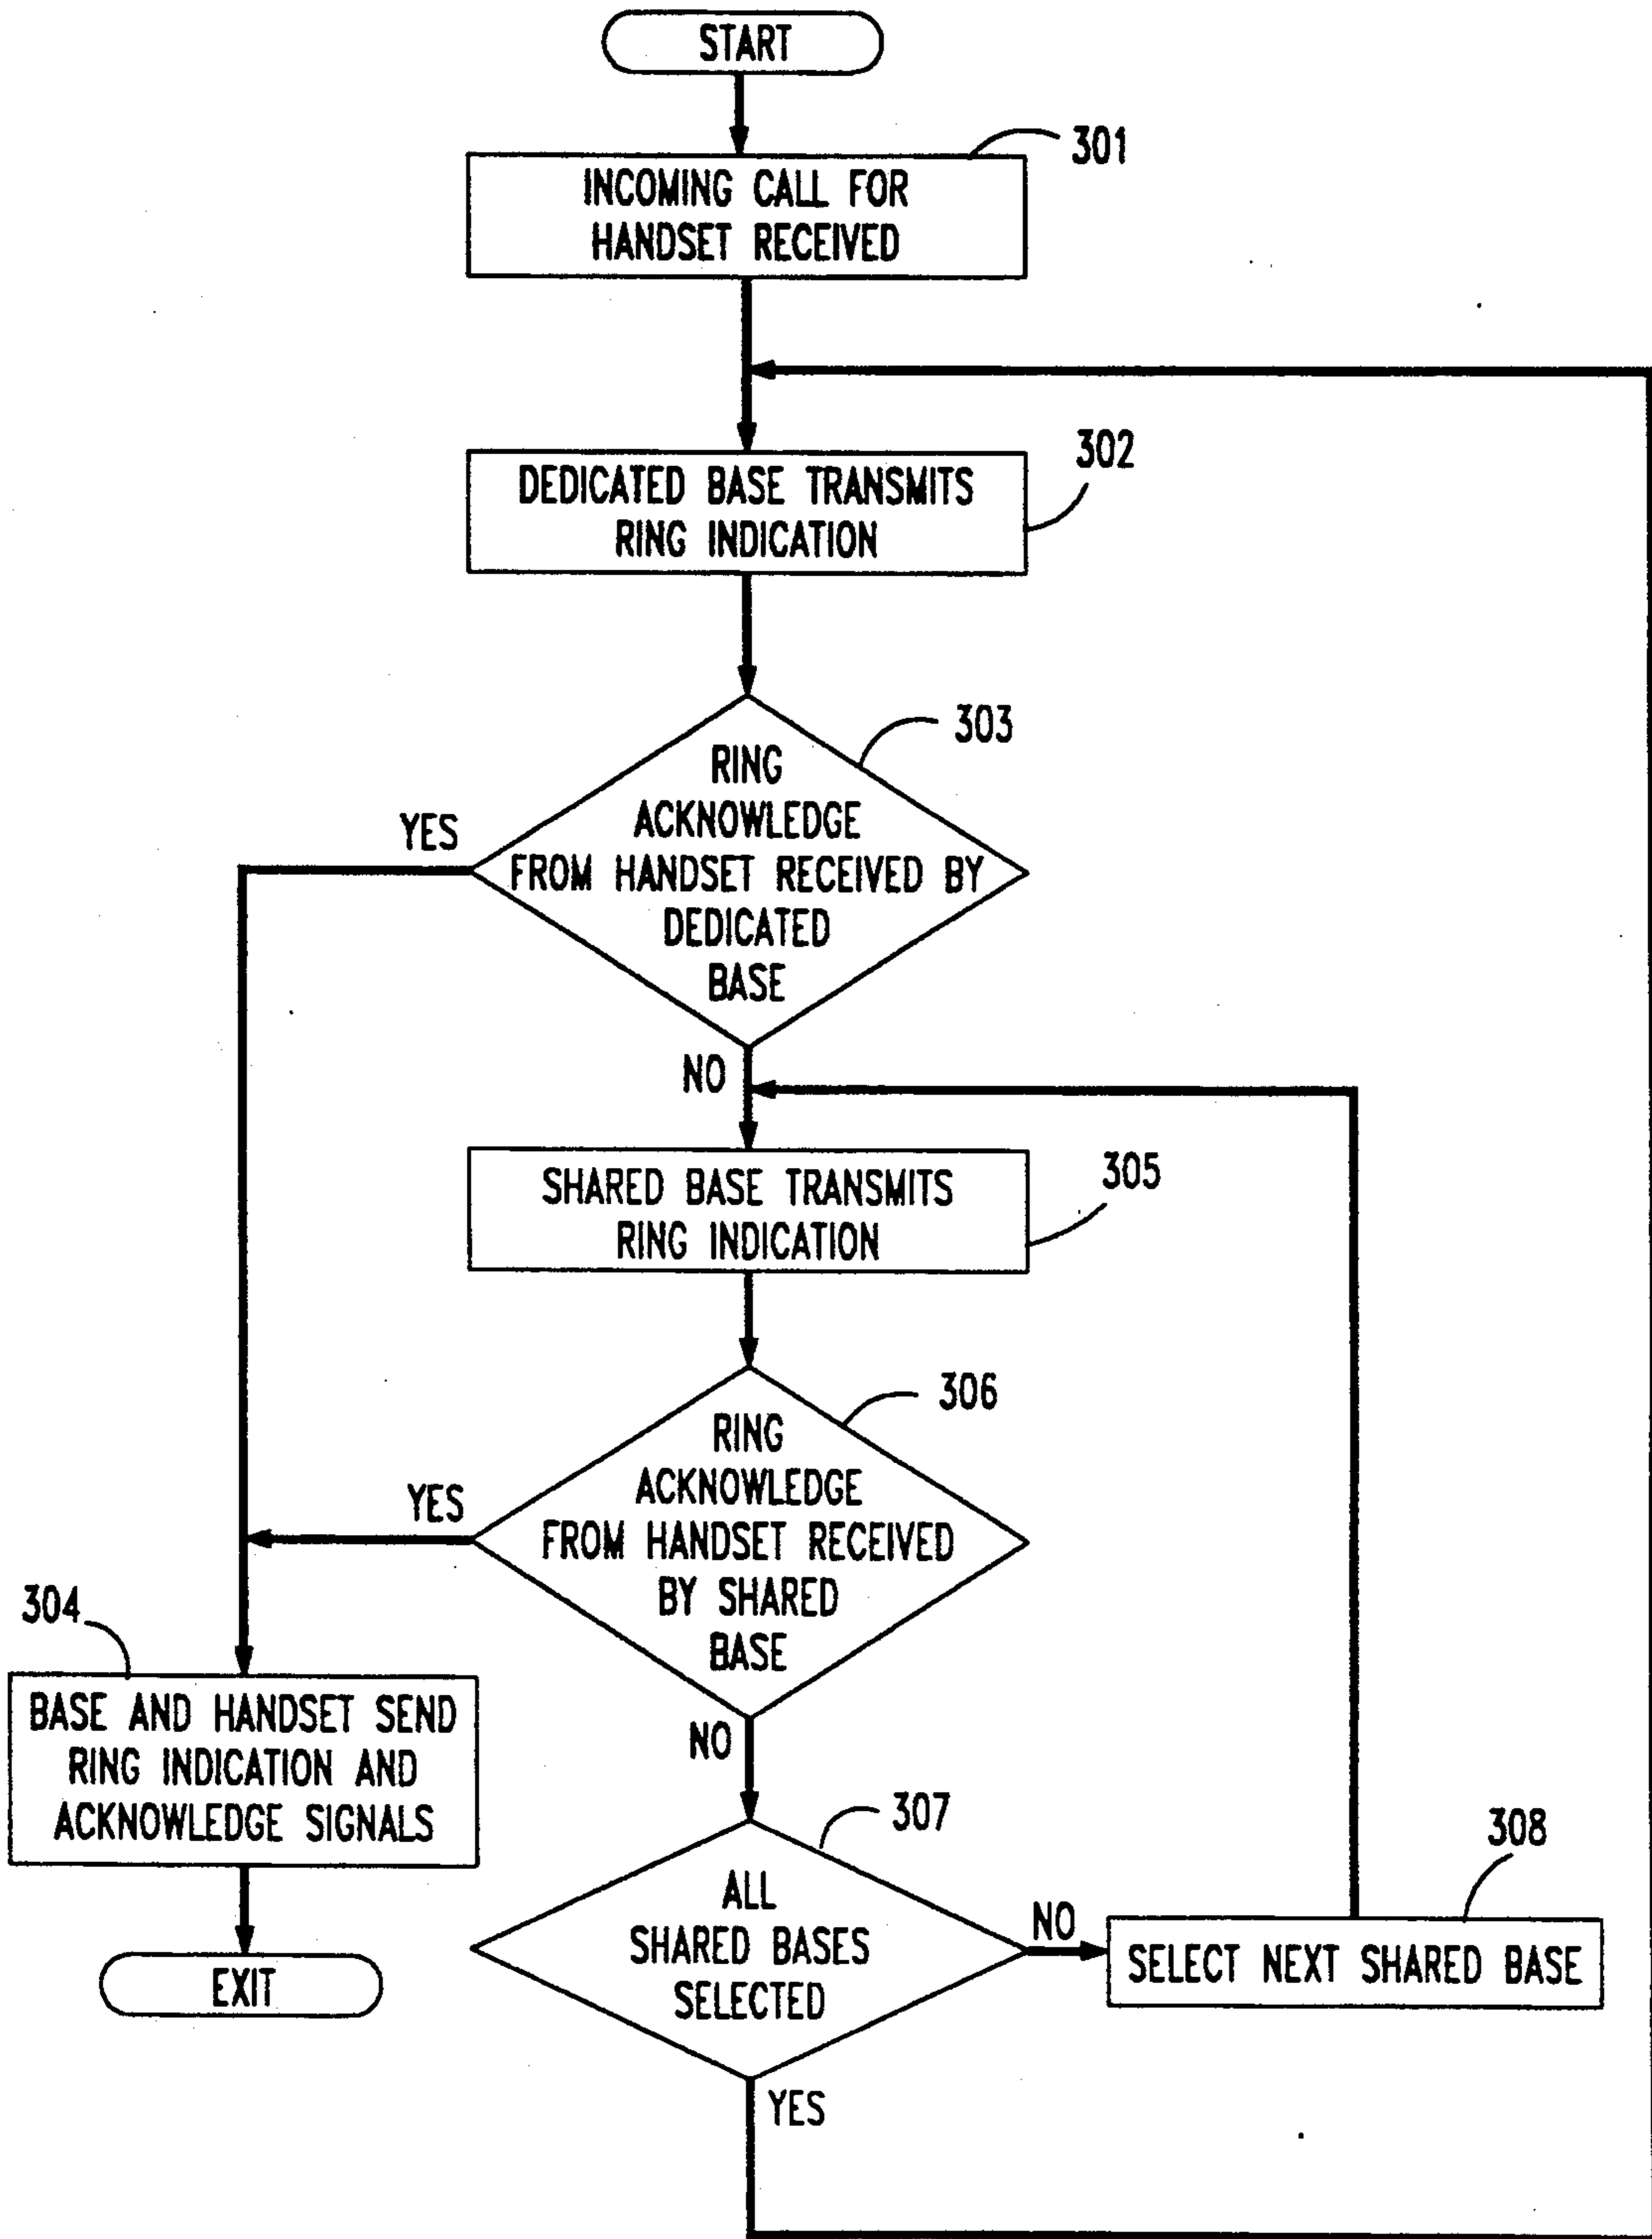 START
301
INCOMING CALL FOR
HANDSET RECEIVED
302
DEDICATED BASE TRANSMITS
RING INDICATION
303
RING
ACKNOWLEDGE
FROM HANDSET RECEIVED BY
DEDICATED
BASE
YES
NO
305
SHARED BASE TRANSMITS
RING INDICATION
306
RING
ACKNOWLEDGE
FROM HANDSET RECEIVED
BY SHARED
BASE
YES
NO
304
BASE AND HANDSET SEND
RING INDICATION AND
ACKNOWLEDGE SIGNALS
EXIT
307
ALL
SHARED BASES
SELECTED
NO
308
SELECT NEXT SHARED BASE
YES